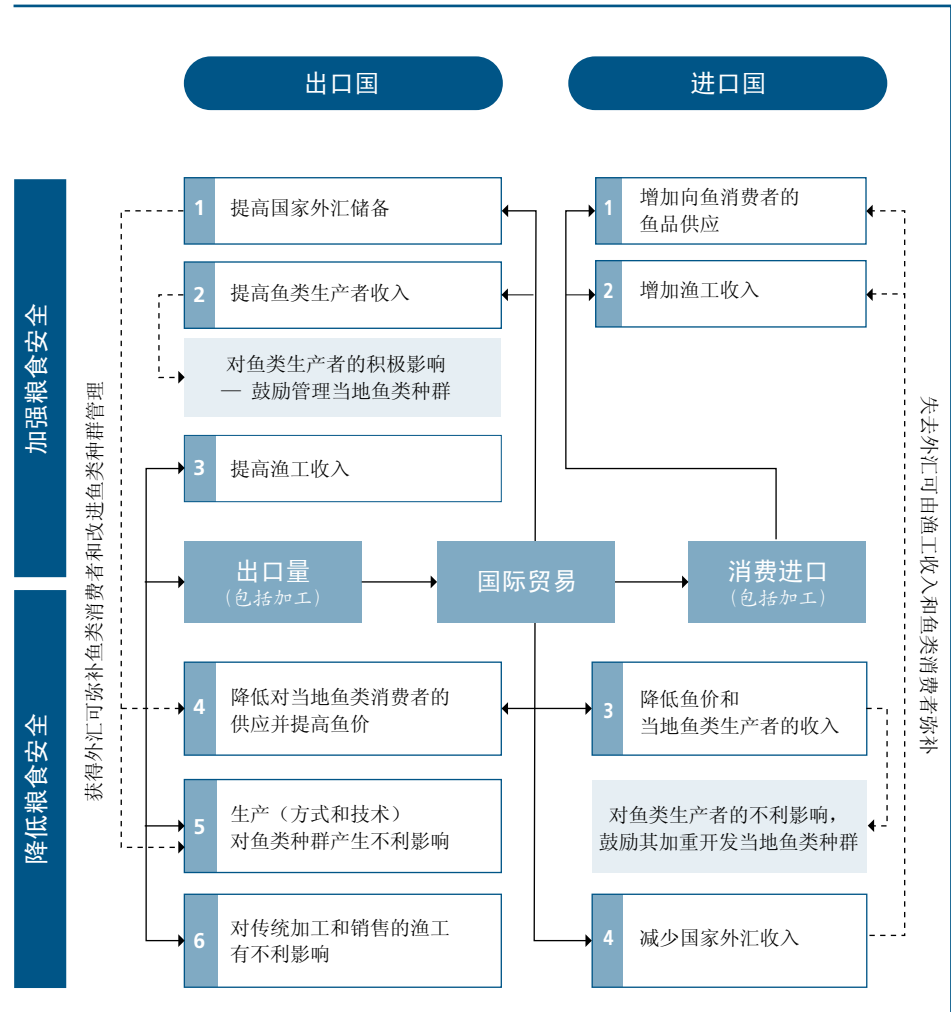 出口国
进口国
加强粮食安全
降低粮食安全
获得外汇可弥补鱼类消费者和改进鱼类种群管理
1
提高国家外汇储备
2
提高鱼类生产者收入
对鱼类生产者的积极影响
— 鼓励管理当地鱼类种群
3
提高渔工收入
出口量
(包括加工)
国际贸易
消费进口
(包括加工)
4
降低对当地鱼类消费者的
供应并提高鱼价
5
生产（方式和技术）
对鱼类种群产生不利影响
6
对传统加工和销售的渔工
有不利影响
1
增加向鱼消费者的
鱼品供应
2
增加渔工收入
3
降低鱼价和
当地鱼类生产者的收入
对鱼类生产者的不利影响，
鼓励其加重开发当地鱼类种群
4
减少国家外汇收入
失去外汇可由渔工收入和鱼类消费者弥补